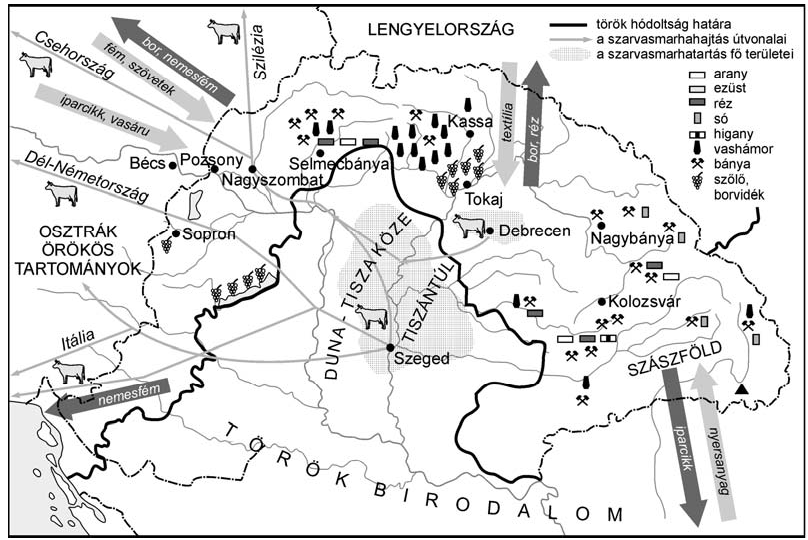 LENGYELORSZÁG
török hódoltság határa
a szarvasmarhahajtás útvonalai
a szarvasmarhatartás fő területei
arany
ezüst
réz
só
higany
vashámor
bánya
szőlő,
borvidék
Csehország
bor, nemesfém
fém, szövetek
iparcikk, vasáru
Szilézia
textília
bor, réz
Kassa
Bécs
Pozsony
Nagyszombat
Selmecbánya
Tokaj
Dél-Németország
Sopron
Debrecen
Nagybánya
OSZTRÁK
ÖRÖKÖS
TARTOMÁNYOK
DUNA-TISZA KÖZE
TISZÁNTÚL
Kolozsvár
Itália
Szeged
SZÁSZFÖLD
nemesfém
iparcikk
nyersanyag
TÖRÖK BIRODALOM